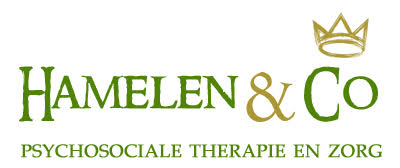 HAMELEN & CO
PSYCHOSOCIALE THERAPIE EN ZORG